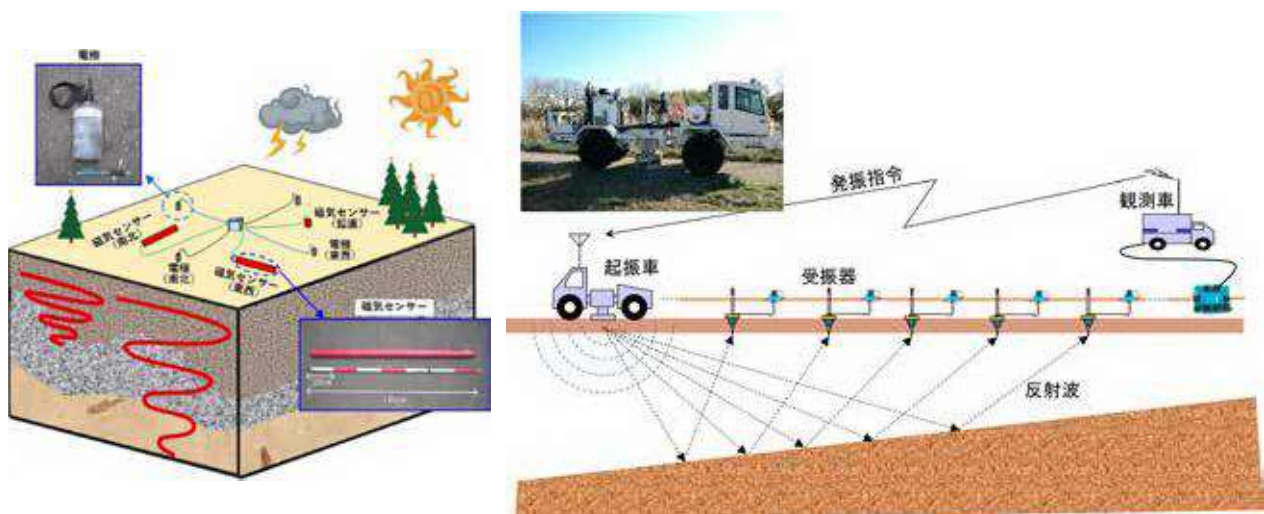 電極
磁気センサー
（南北）
磁気センサー
（鉛直）
電極
（東西）
電極
（南北）
磁気センサー
（東西）
磁気センサー
発振指令
観測車
起振車
受振器
反射波